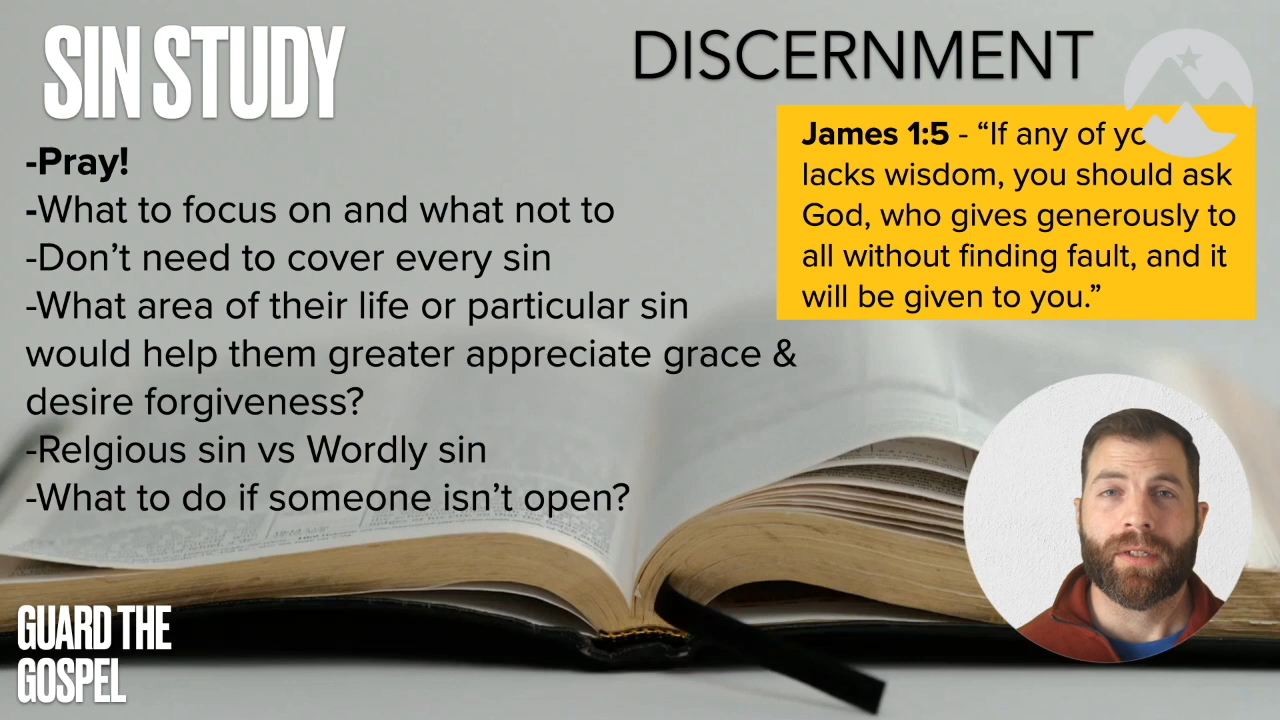 SIN STUDY
DISCERNMENT
-Pray!
-What to focus on and what not to
-Don’t need to cover every sin
-What area of their life or particular sin
would help them greater appreciate grace &
desire forgiveness?
-Relgious sin vs Wordly sin
-What to do if someone isn’t open?
James 1:5 - “If any of
lacks wisdom, you should ask
God, who gives generously to
all without finding fault, and it
will be given to you.”
GUARD THE
GOSPEL